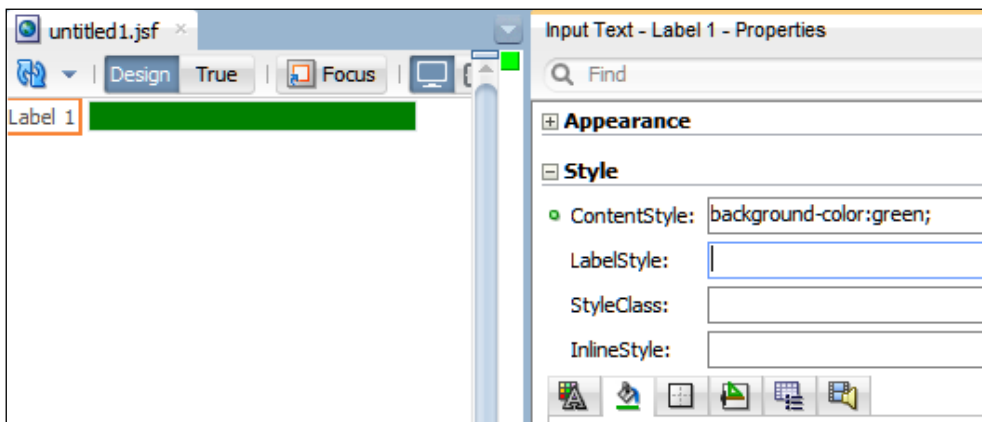 untitled1.jsf
Design True Focus
Label 1
Input Text - Label 1 - Properties
Find
Appearance
Style
ContentStyle: background-color:green;
LabelStyle:
StyleClass:
InlineStyle: